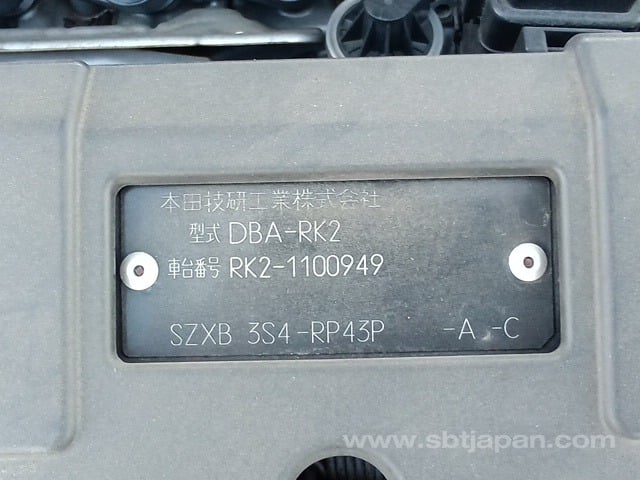 本田技研工業株式会社
型式 DBA-RK2
車台番号 RK2-1100949
SZXB 3S4-RP43P -A -C
www.sbtjapan.com